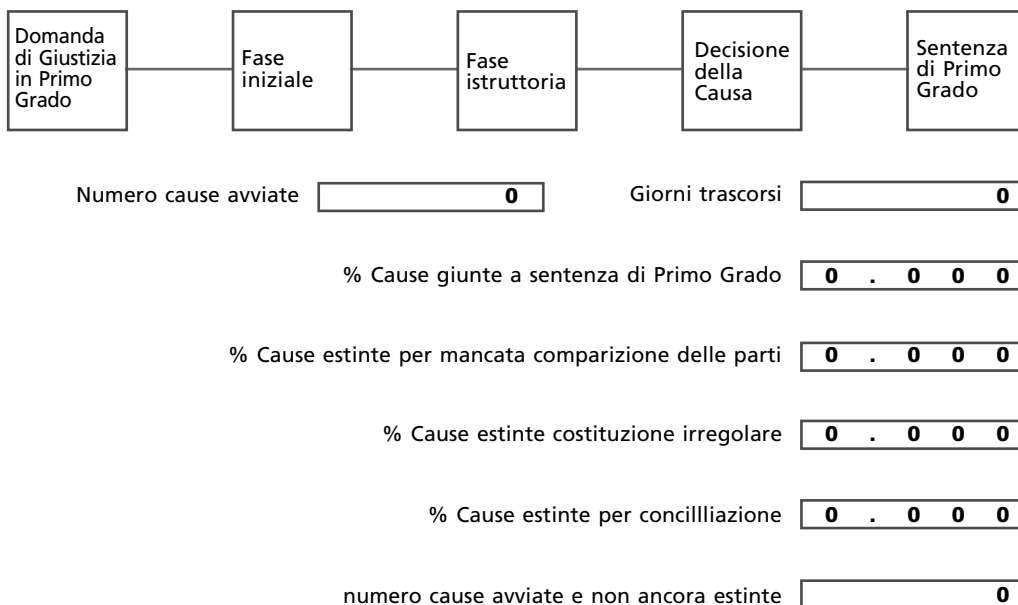 Domanda
di Giustizia
in Primo
Grado
Fase
iniziale
Fase
istruttoria
Decisione
della
Causa
Sentenza
di Primo
Grado
Numero cause avviate 0 Giorni trascorsi 0
% Cause giunte a sentenza di Primo Grado 0 . 0 0 0
% Cause estinte per mancata comparizione delle parti 0 . 0 0 0
% Cause estinte costituzione irregolare 0 . 0 0 0
% Cause estinte per concillliazione 0 . 0 0 0
numero cause avviate e non ancora estinte 0